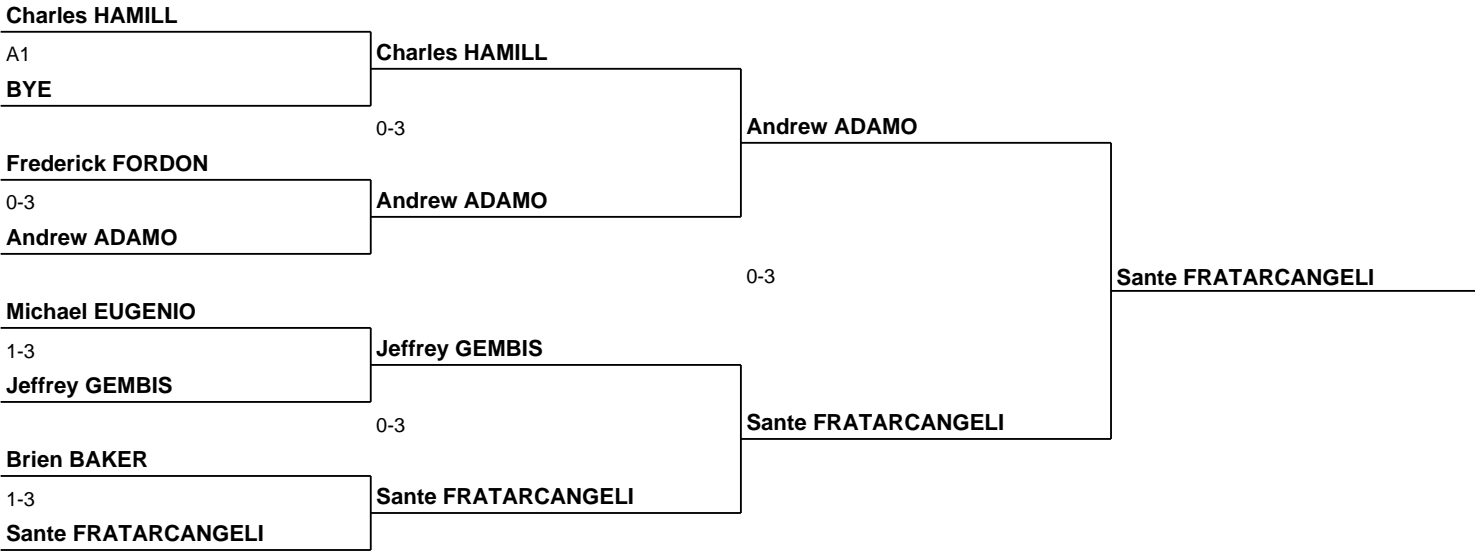 Charles HAMILL
A1
Charles HAMILL
BYE
0-3
Andrew ADAMO
Frederick FORDON
0-3
Andrew ADAMO
Andrew ADAMO
0-3
Sante FRATARCANGELI
Michael EUGENIO
1-3
Jeffrey GEMBIS
Jeffrey GEMBIS
0-3
Sante FRATARCANGELI
Brien BAKER
1-3
Sante FRATARCANGELI
Sante FRATARCANGELI